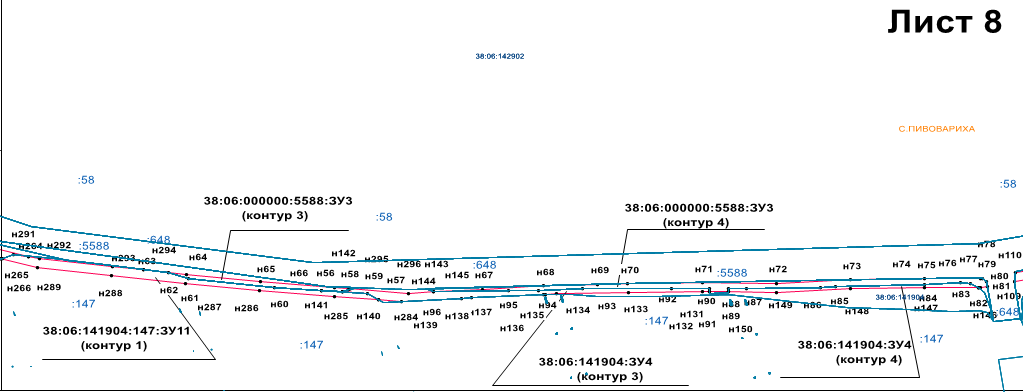 Лист 8
38:06:142902
С.ПИВОВАРИХА
:58
:58
:58
38:06:000000:5588:ЗУ3
(контур 3)
38:06:000000:5588:ЗУ3
(контур 4)
н291
н264 н292
:5588
:648
н294
н293
н63
н64
н65
н66
н56
н58
н142
н295
н59
н57
н296
н143
н144
н145
:648
н67
н68
н69
н70
н71
:5588
н72
н73
н74
н75
н76
н77
н78
н79
н110
н80
н81
н109
н265
н266
н289
:147
н288
н62
н61
н287
н286
н60
н141
н285
н140
н284
н96
н139
н138
н137
н95
н136
н94
н135
н134
н93
н133
н92
:147
н132
н131
н90
н91
н88
н89
н87
н150
н149
н86
н85
н148
38:06:141904
н84
н147
н83
н82
н146
:648
:147
:147
38:06:141904:147:ЗУ11
(контур 1)
38:06:141904:ЗУ4
(контур 3)
38:06:141904:ЗУ4
(контур 4)